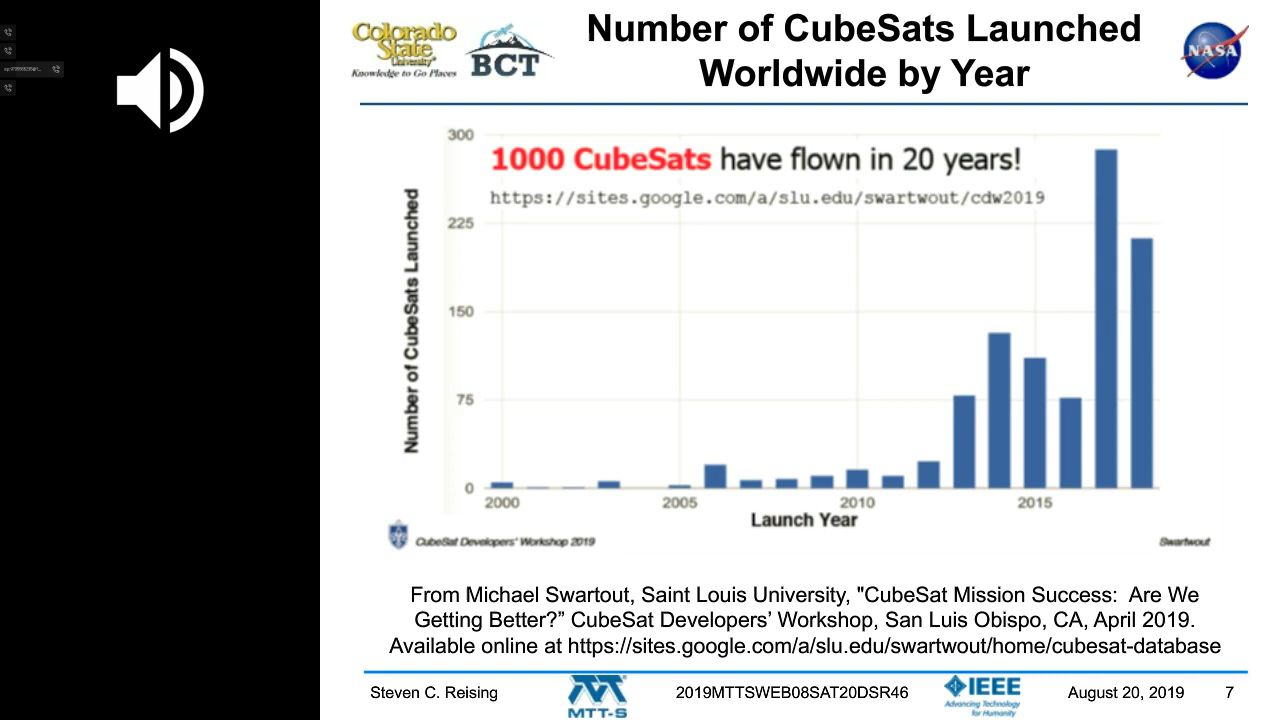 Colorado
State
University
Knowledge to Go Places
BCT
Number of CubeSats Launched
Worldwide by Year
NASA
300
1000 CubeSats have flown in 20 years!
https://sites.google.com/a/slu.edu/swartwout/cdw2019
225
150
75
0
Number of CubeSats Launched
2000
2005
2010
2015
Launch Year
CubeSat Developers' Workshop 2019
Swartwout
From Michael Swartout, Saint Louis University, "CubeSat Mission Success:  Are We
Getting Better?” CubeSat Developers’ Workshop, San Luis Obispo, CA, April 2019.
Available online at https://sites.google.com/a/slu.edu/swartwout/home/cubesat-database
Steven C. Reising
MTT-S
2019MTTSWEB08SAT20DSR46
IEEE
Advancing Technology
for Humanity
August 20, 2019
7